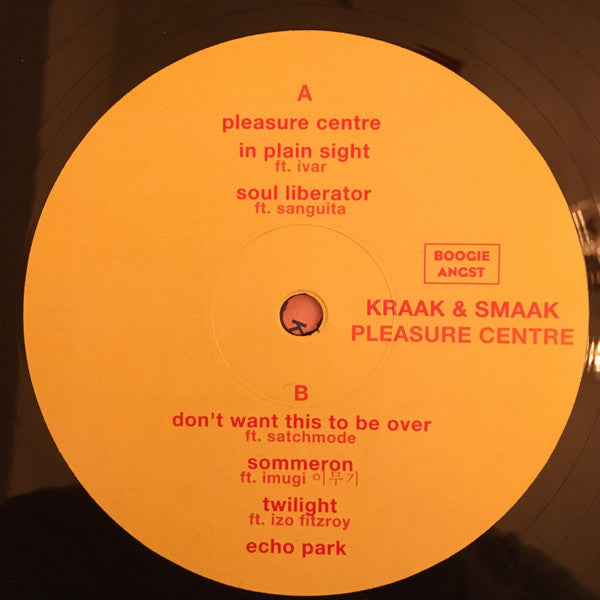 A
pleasure centre
in plain sight
ft. ivar
soul liberator
ft. sanguita
BOOGIE
ANGST
KRAAK & SMAAK
PLEASURE CENTRE
B
don't want this to be over
ft. satchmode
sommeron
ft. imugi 이무기
twilight
ft. izo fitzroy
echo park
K